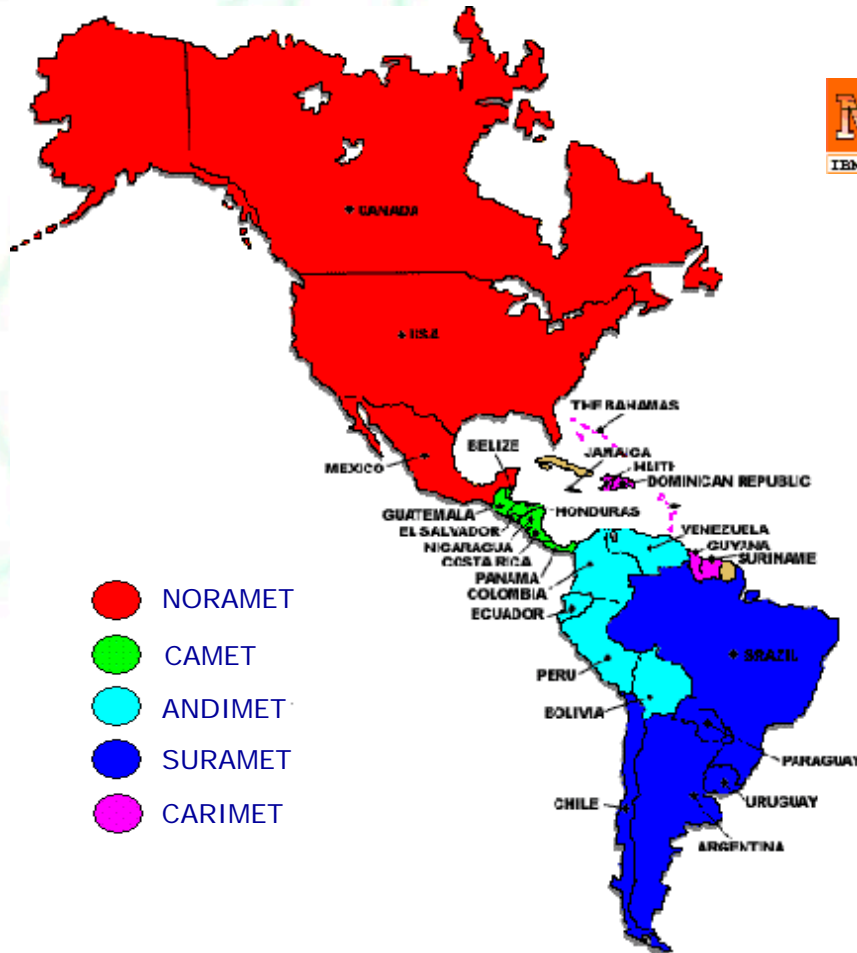 CANADA
USA
THE BAHAMAS
BELIZE
JAMAICA
HAITI
MEXICO
DOMINICAN REPUBLIC
GUATEMALA
HONDURAS
EL SALVADOR
VENEZUELA
NICARAGUA
GUYANA
COSTA RICA
SURINAME
PANAMA
COLOMBIA
ECUADOR
BRAZIL
PERU
BOLIVIA
PARAGUAY
CHILE
URUGUAY
ARGENTINA
NORAMET
CAMET
ANDIMET
SURAMET
CARIMET